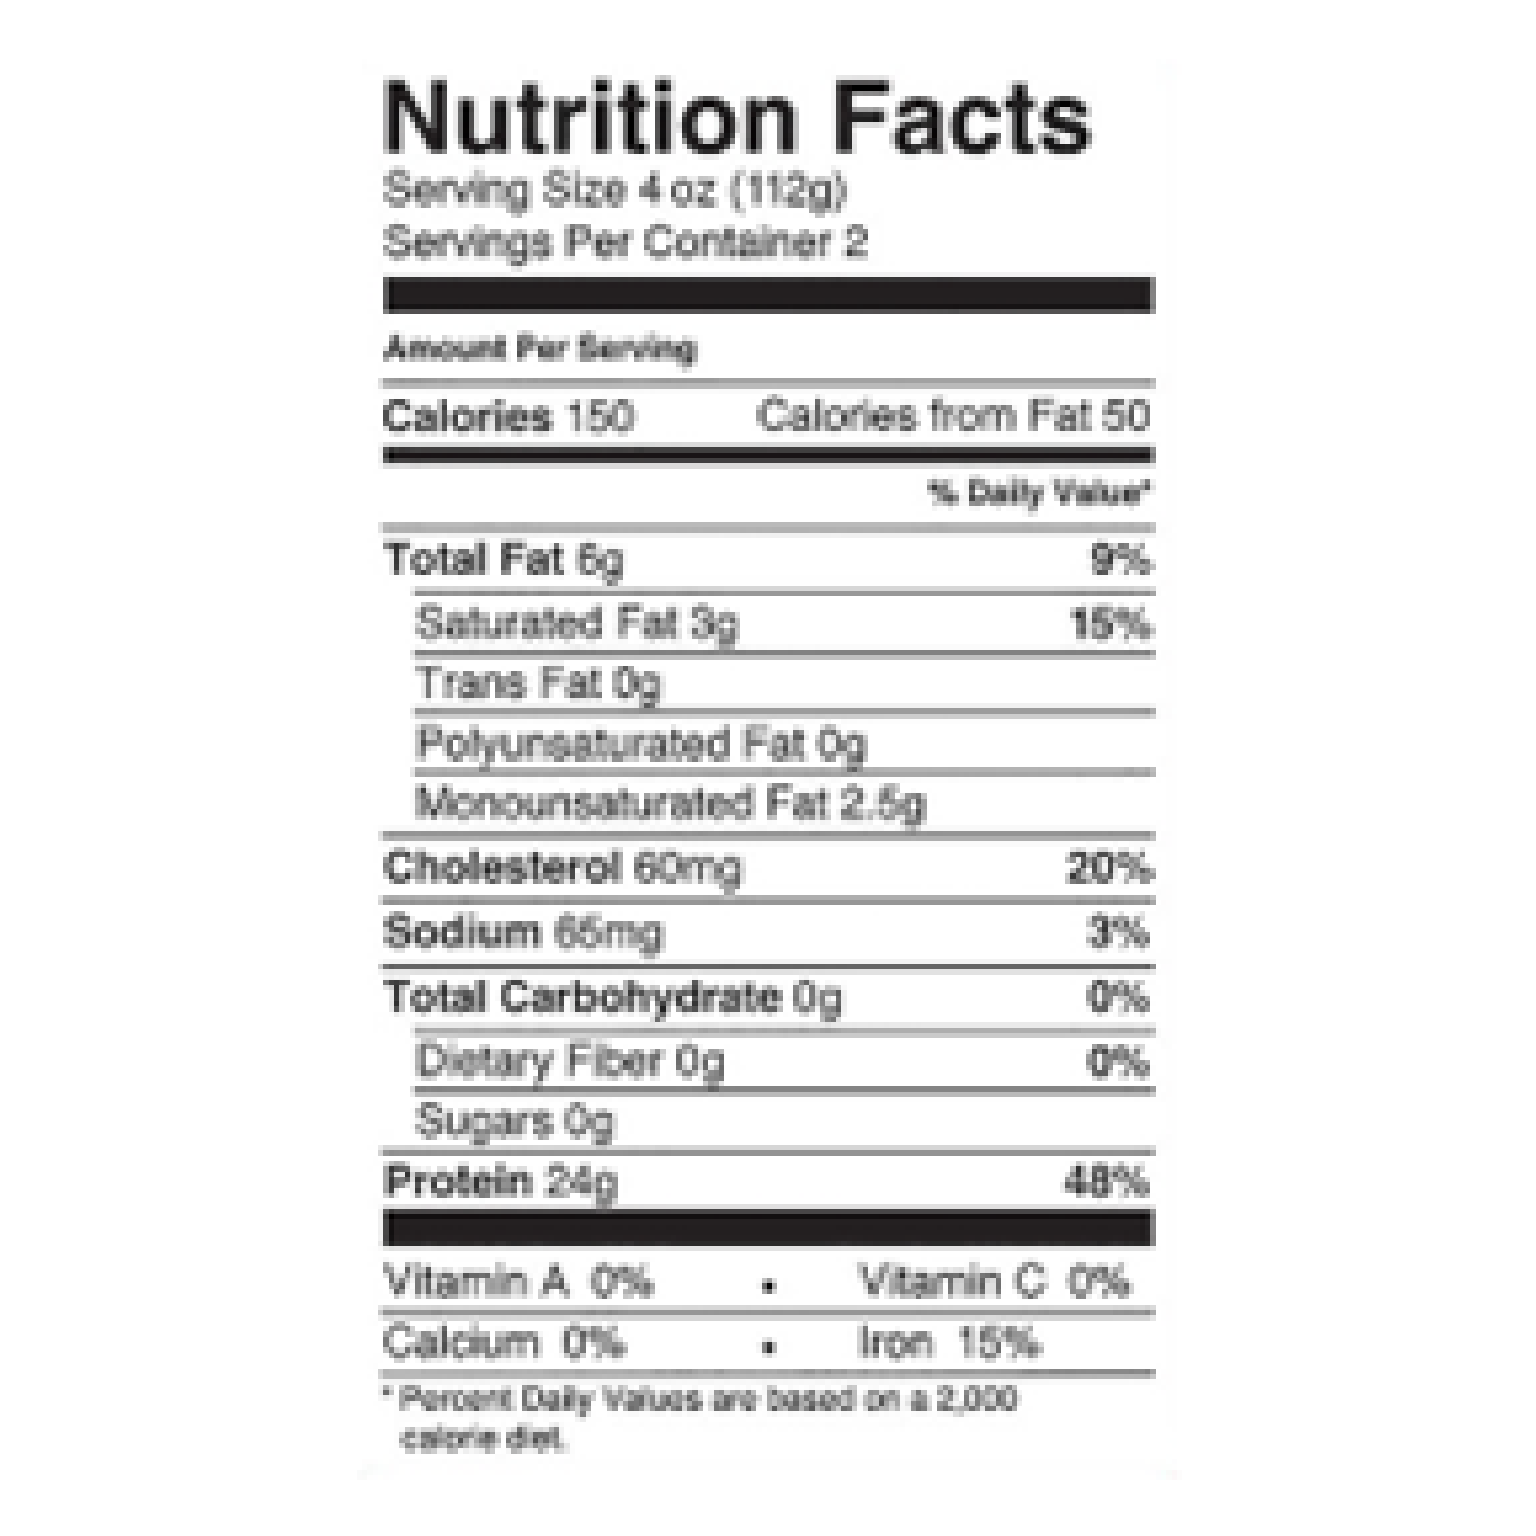 Nutrition Facts
Serving Size 4 oz (112g)
Servings Per Container 2
Amount Per Serving
Calories 150 Calories from Fat 50
% Daily Value*
Total Fat 6g 9%
Saturated Fat 3g 15%
Trans Fat 0g
Polyunsaturated Fat 0g
Monounsaturated Fat 2.5g
Cholesterol 60mg 20%
Sodium 65mg 3%
Total Carbohydrate 0g 0%
Dietary Fiber 0g 0%
Sugars 0g
Protein 24g 48%
Vitamin A 0% • Vitamin C 0%
Calcium 0% • Iron 15%
* Percent Daily Values are based on a 2,000
calorie diet.